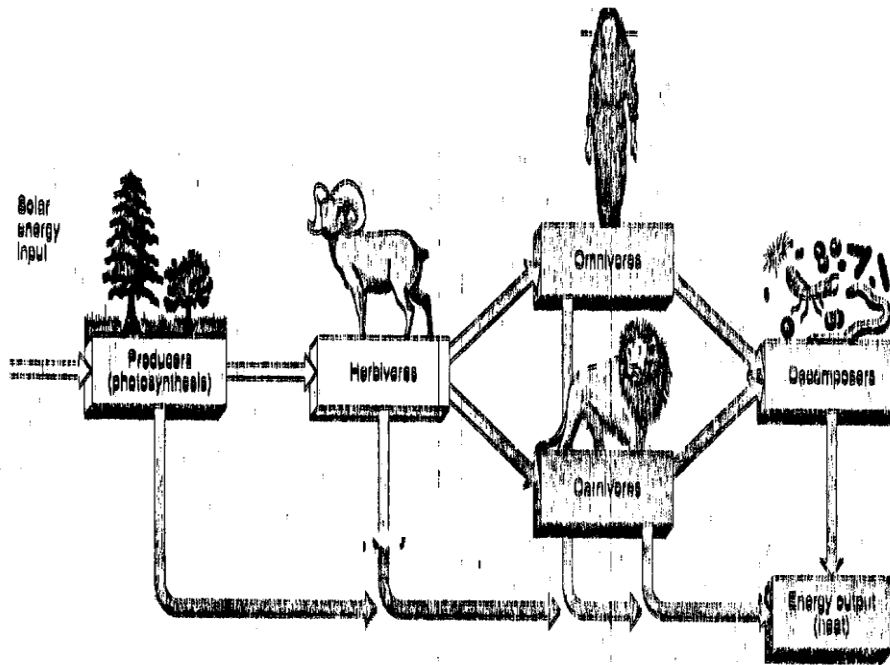 Solar
energy
input
Producers
(photosynthesis)
Herbivores
Omnivores
Carnivores
Decomposers
Energy output
(heat)